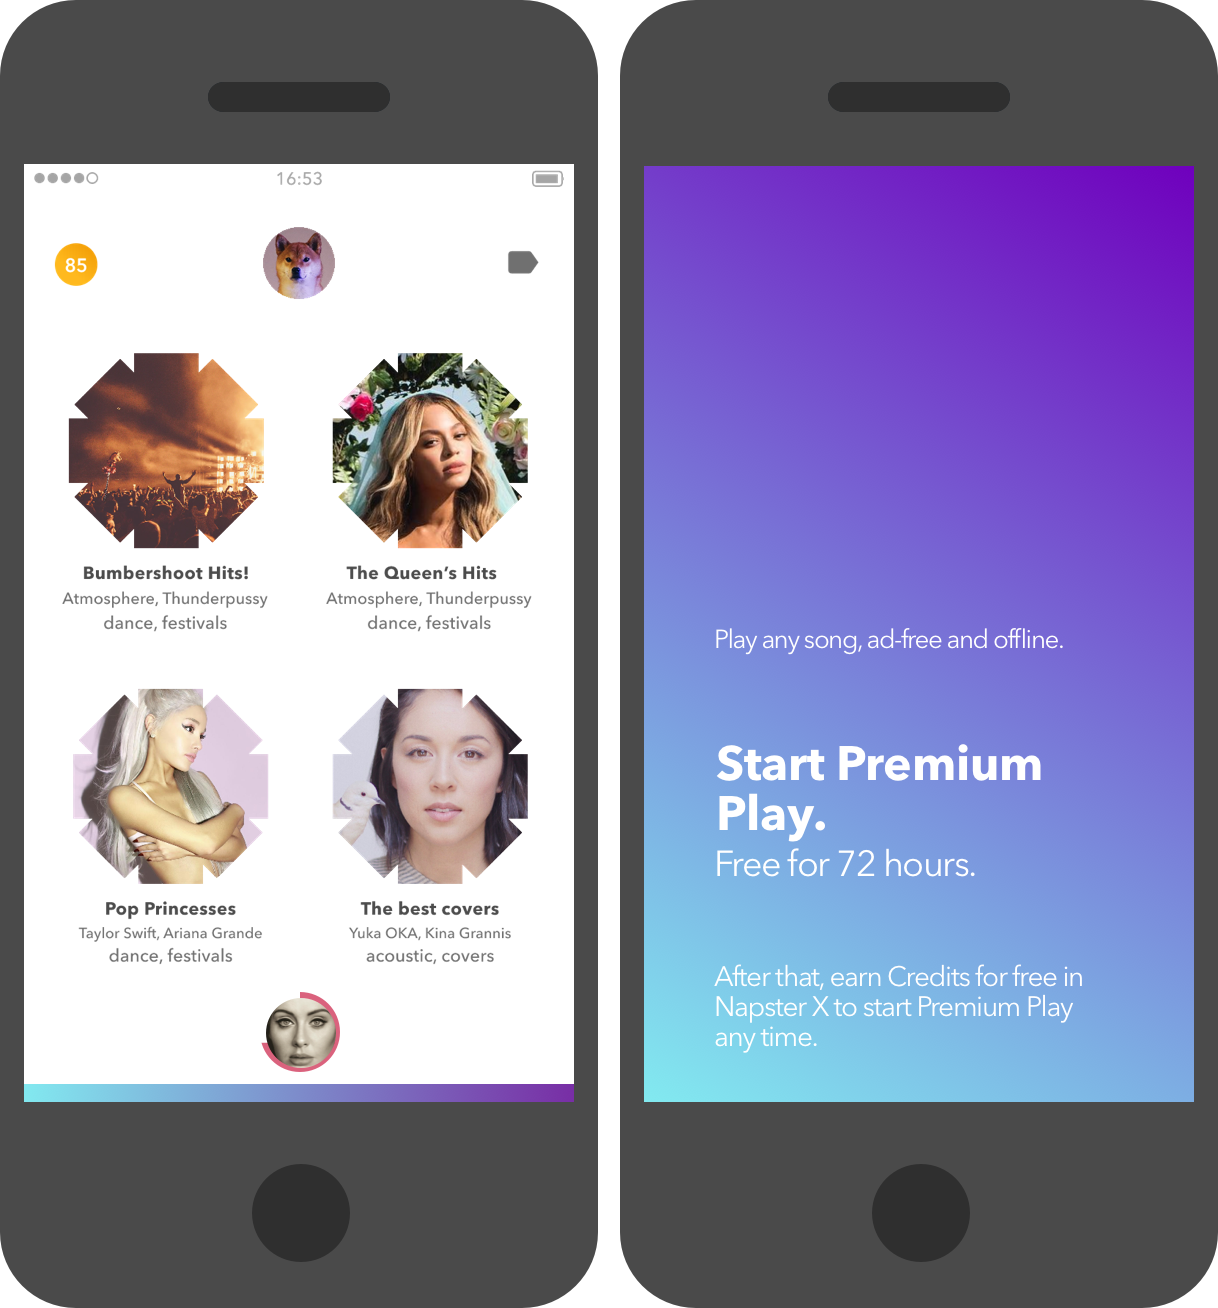 16:53
85
Bumbershoot Hits!
Atmosphere, Thunderpussy
dance, festivals
The Queen’s Hits
Atmosphere, Thunderpussy
dance, festivals
Pop Princesses
Taylor Swift, Ariana Grande
dance, festivals
The best covers
Yuka OKA, Kina Grannis
acoustic, covers
Play any song, ad-free and offline.
Start Premium
Play.
Free for 72 hours.
After that, earn Credits for free in
Napster X to start Premium Play
any time.